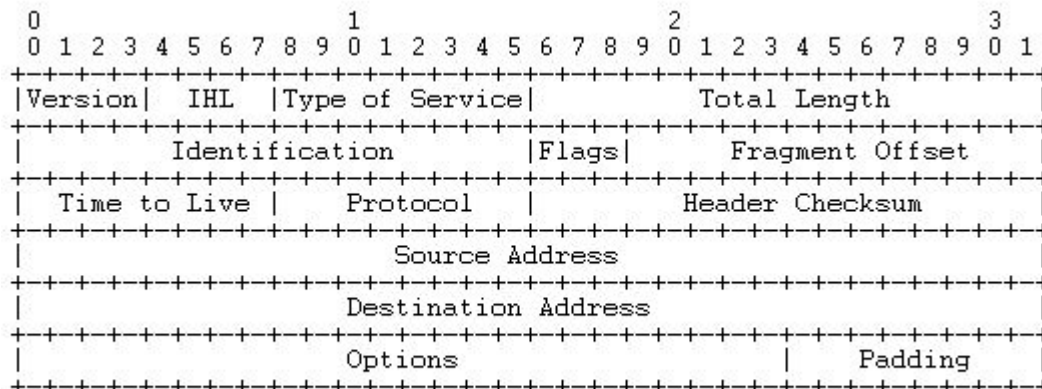 0 1 2 3
0 1 2 3 4 5 6 7 8 9 0 1 2 3 4 5 6 7 8 9 0 1 2 3 4 5 6 7 8 9 0 1
+-+-+-+-+-+-+-+-+-+-+-+-+-+-+-+-+-+-+-+-+-+-+-+-+-+-+-+-+-+-+-+-+
|Version| IHL |Type of Service| Total Length |
+-+-+-+-+-+-+-+-+-+-+-+-+-+-+-+-+-+-+-+-+-+-+-+-+-+-+-+-+-+-+-+-+
| Identification |Flags| Fragment Offset |
+-+-+-+-+-+-+-+-+-+-+-+-+-+-+-+-+-+-+-+-+-+-+-+-+-+-+-+-+-+-+-+-+
| Time to Live | Protocol | Header Checksum |
+-+-+-+-+-+-+-+-+-+-+-+-+-+-+-+-+-+-+-+-+-+-+-+-+-+-+-+-+-+-+-+-+
| Source Address |
+-+-+-+-+-+-+-+-+-+-+-+-+-+-+-+-+-+-+-+-+-+-+-+-+-+-+-+-+-+-+-+-+
| Destination Address |
+-+-+-+-+-+-+-+-+-+-+-+-+-+-+-+-+-+-+-+-+-+-+-+-+-+-+-+-+-+-+-+-+
| Options | Padding |
+-+-+-+-+-+-+-+-+-+-+-+-+-+-+-+-+-+-+-+-+-+-+-+-+-+-+-+-+-+-+-+-+